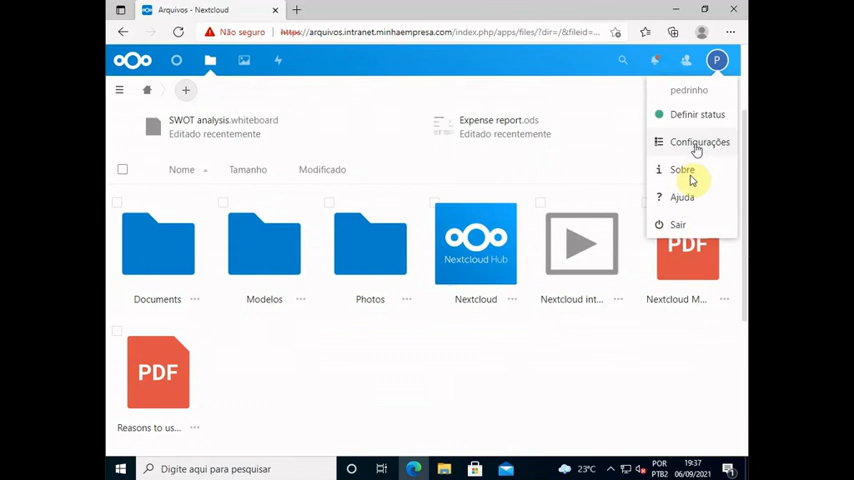 Arquivos - Nextcloud
Não seguro
https://arquivos.intranet.minhaempresa.com/index.php/apps/files/?dir=/&fileid=...
P
pedrinho
Definir status
Configurações
Sobre
Ajuda
Sair
SWOT analysis.whiteboard
Editado recentemente
Expense report.ods
Editado recentemente
Nome
Tamanho
Modificado
Nextcloud Hub
PDF
Documents
Modelos
Photos
Nextcloud
Nextcloud int...
Nextcloud M...
PDF
Reasons to us...
Digite aqui para pesquisar
23°C
POR
PTB2
19:37
06/09/2021
1